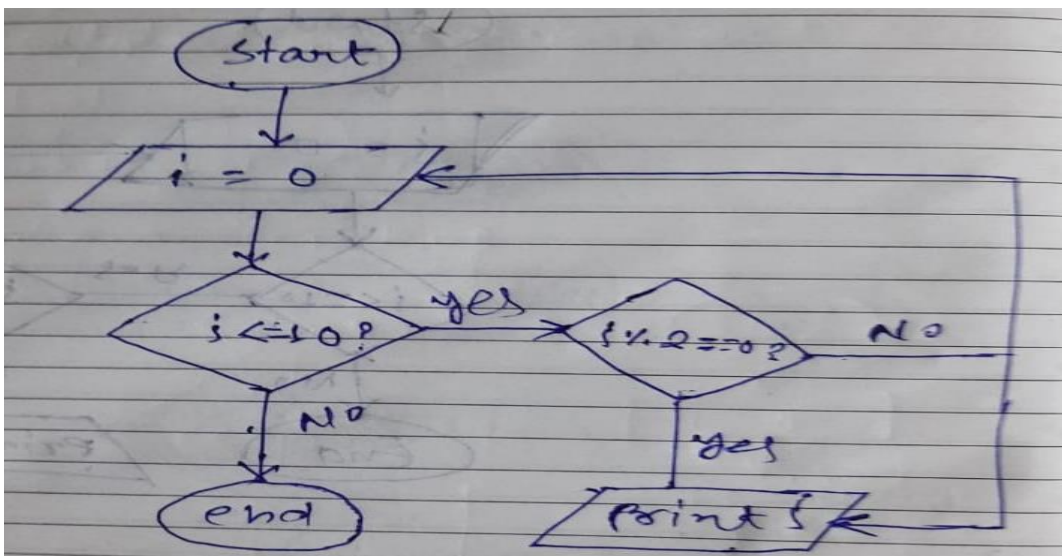 Start
i = 0
i <=10?
yes
i % 2 ==0?
No
No
yes
end
Print i